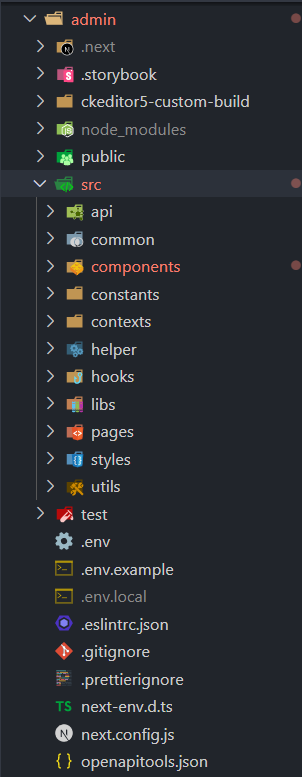 admin
.next
.storybook
ckeditor5-custom-build
node_modules
public
src
api
common
components
constants
contexts
helper
hooks
libs
pages
styles
utils
test
.env
.env.example
.env.local
.eslintrc.json
.gitignore
.prettierignore
TS next-env.d.ts
N next.config.js
{ } openapitools.json